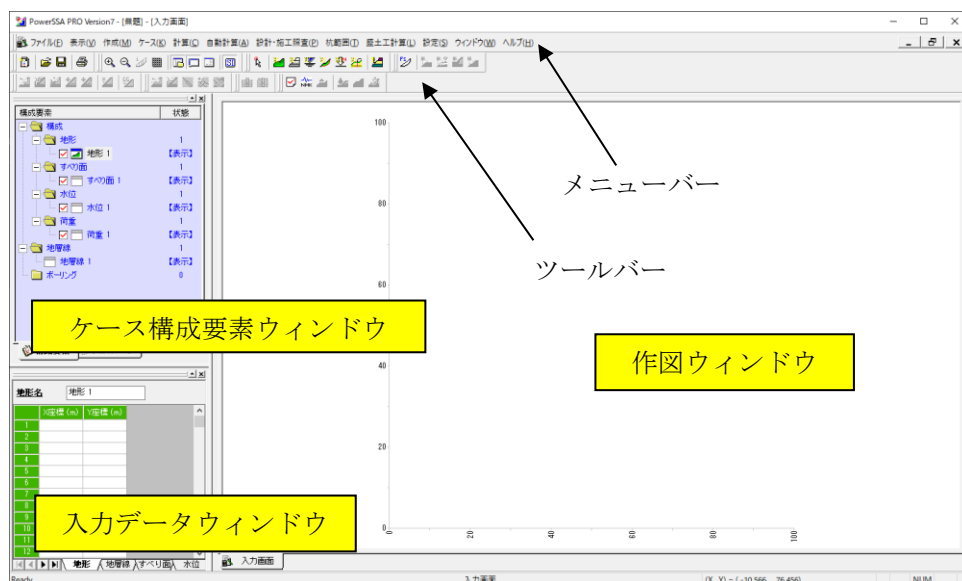 PowerSSA PRO Version7 - [無題] - [入力画面]
ファイル(F) 表示(V) 作成(M) ケース(K) 計算(C) 自動計算(A) 設計・施工照査(P) 杭範囲(I) 盛土工計算(L) 設定(S) ウィンドウ(W) ヘルプ(H)
構成要素 状態
構成
地形 1
地形 1 【表示】
すべり面 1
すべり面 1 【表示】
水位 1
水位 1 【表示】
荷重 1
荷重 1 【表示】
地層線 1
地層線 1 【表示】
ボーリング 0
ケース構成要素ウィンドウ
地形名 地形 1
X座標 (m) Y座標 (m)
1
2
3
4
5
6
7
8
9
10
11
12
入力データウィンドウ
地形 地層線 すべり面 水位
メニューバー
ツールバー
作図ウィンドウ
100
80
60
40
20
0
0 20 40 60 80 100
入力画面
Ready 入力画面 (X, Y) = ( -10.566, 76.456) NUM